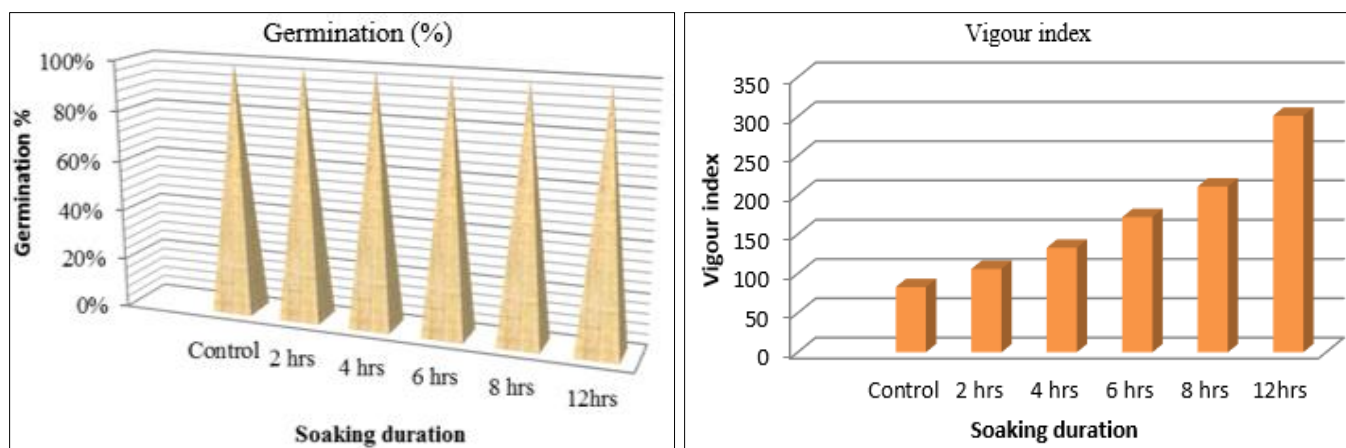 Germination (%)
100%
80%
60%
40%
20%
0%
Germination %
Control 2 hrs 4 hrs 6 hrs 8 hrs 12hrs
Soaking duration
Vigour index
350
300
250
200
150
100
50
0
Vigour index
Control 2 hrs 4 hrs 6 hrs 8 hrs 12 hrs
Soaking duration